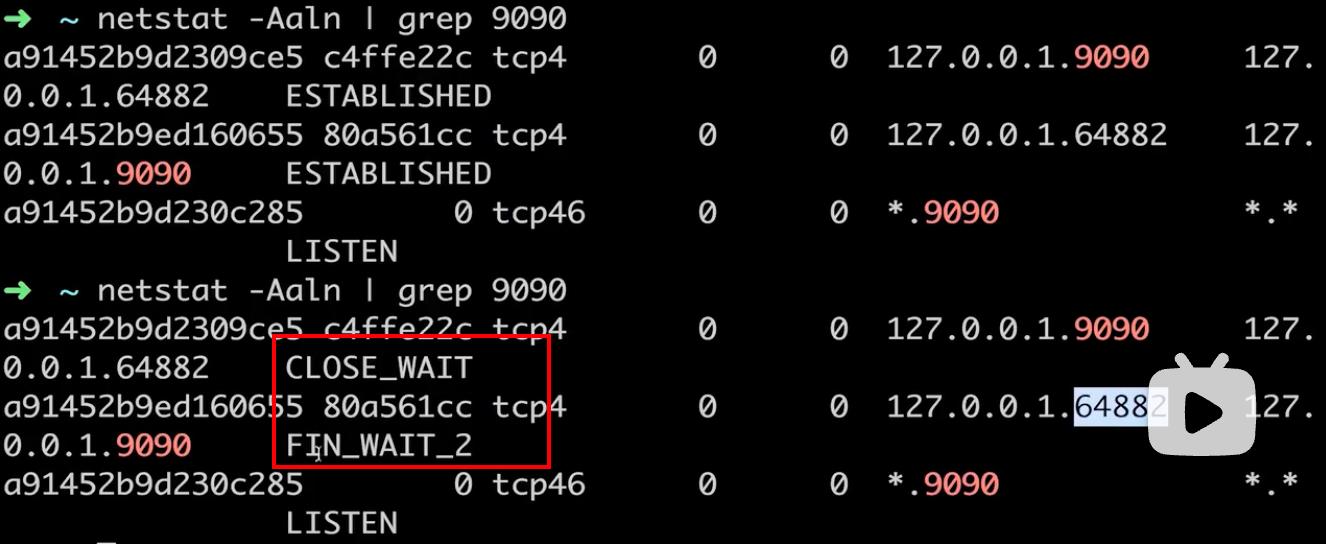 ➜ ~ netstat -Aaln | grep 9090
a91452b9d2309ce5 c4ffe22c tcp4 0 0 127.0.0.1.9090 127.
0.0.1.64882 ESTABLISHED
a91452b9ed160655 80a561cc tcp4 0 0 127.0.0.1.64882 127.
0.0.1.9090 ESTABLISHED
a91452b9d230c285 0 tcp46 0 0 *.9090 *.*
LISTEN
➜ ~ netstat -Aaln | grep 9090
a91452b9d2309ce5 c4ffe22c tcp4 0 0 127.0.0.1.9090 127.
0.0.1.64882 CLOSE_WAIT
a91452b9ed160655 80a561cc tcp4 0 0 127.0.0.1.64882 127.
0.0.1.9090 FIN_WAIT_2
a91452b9d230c285 0 tcp46 0 0 *.9090 *.*
LISTEN